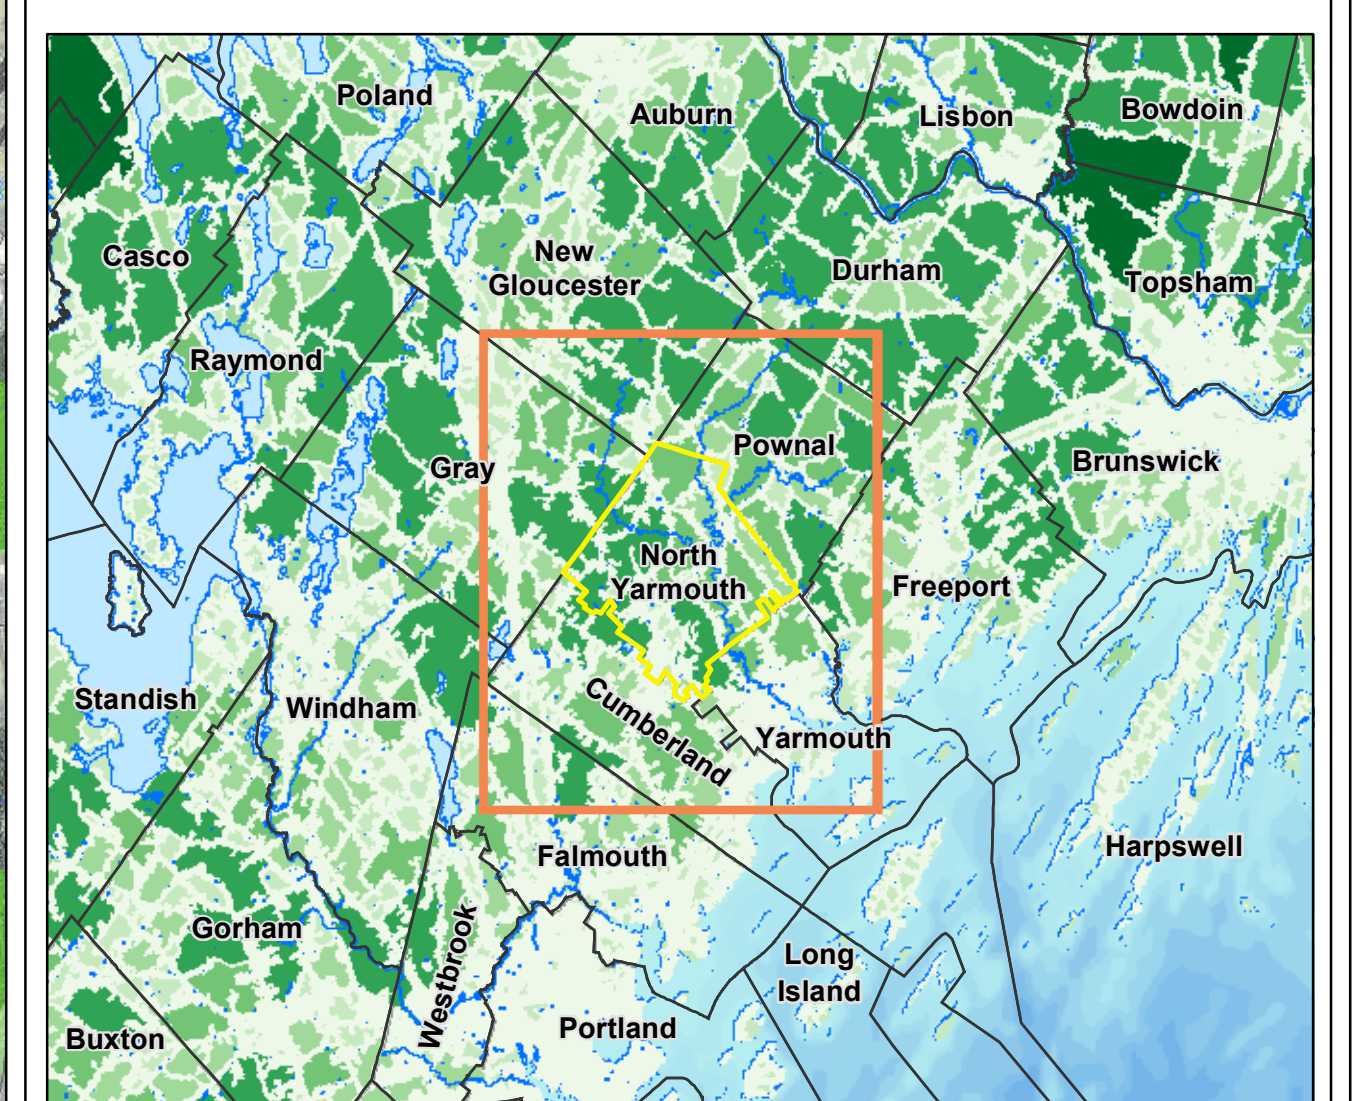 Poland
Auburn
Lisbon
Bowdoin
Casco
New
Gloucester
Durham
Topsham
Raymond
Gray
Pownal
Brunswick
North
Yarmouth
Freeport
Standish
Windham
Cumberland
Yarmouth
Harpswell
Falmouth
Gorham
Westbrook
Long
Island
Buxton
Portland